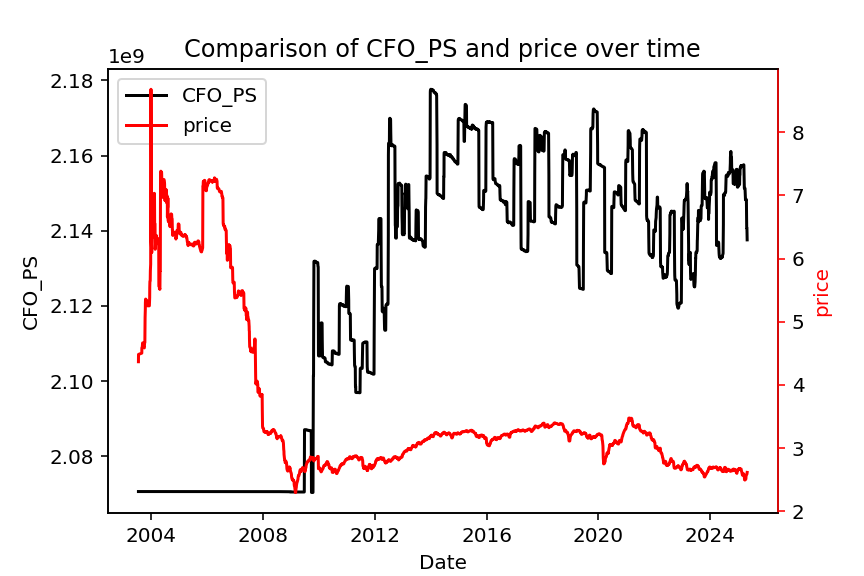 Comparison of CFO_PS and price over time
1e9
CFO_PS
price
2.18
2.16
2.14
2.12
2.10
2.08
CFO_PS
8
7
6
5
4
3
2
price
2004 2008 2012 2016 2020 2024
Date